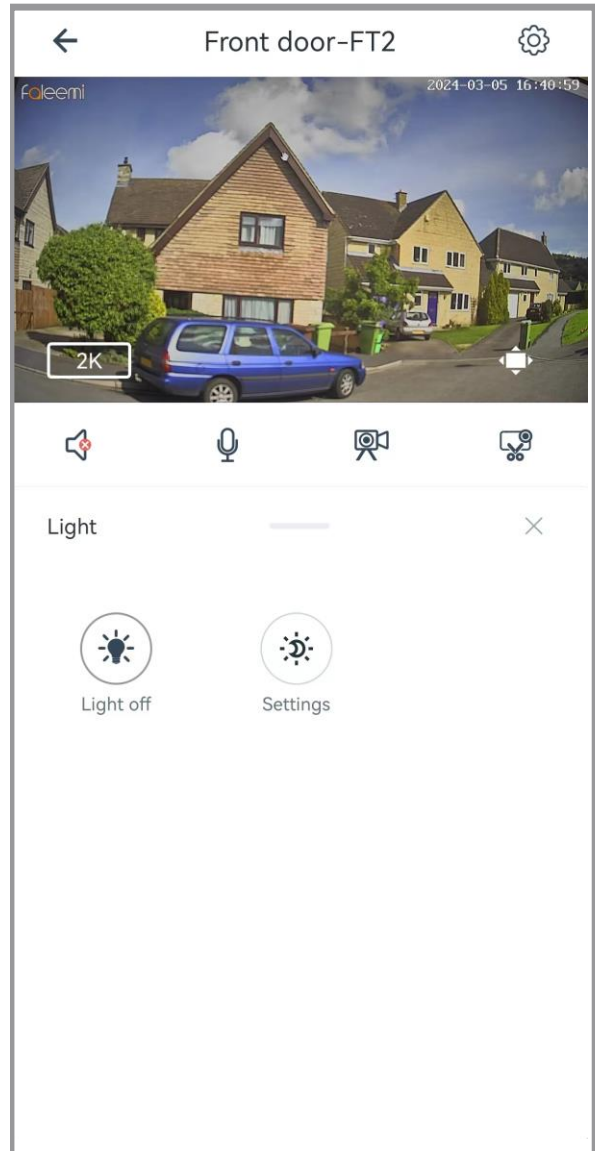 Front door-FT2
Faleemi
2024-03-05 16:40:59
2K
Light
Light off
Settings